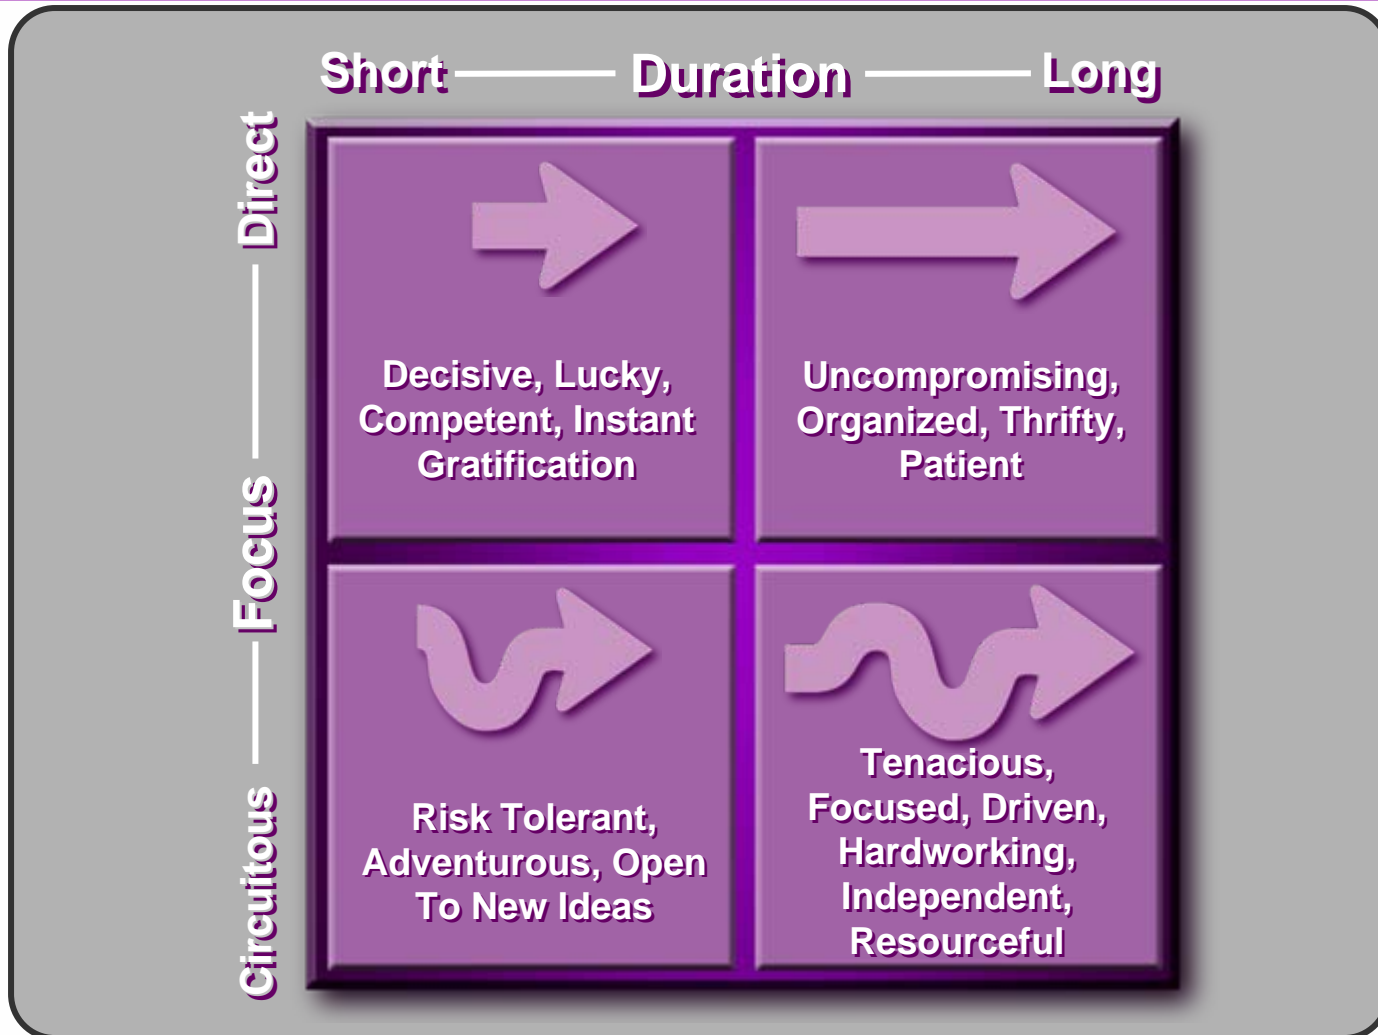 Short Duration Long
Direct
Focus
Circuitous
Decisive, Lucky,
Competent, Instant
Gratification
Uncompromising,
Organized, Thrifty,
Patient
Risk Tolerant,
Adventurous, Open
To New Ideas
Tenacious,
Focused, Driven,
Hardworking,
Independent,
Resourceful